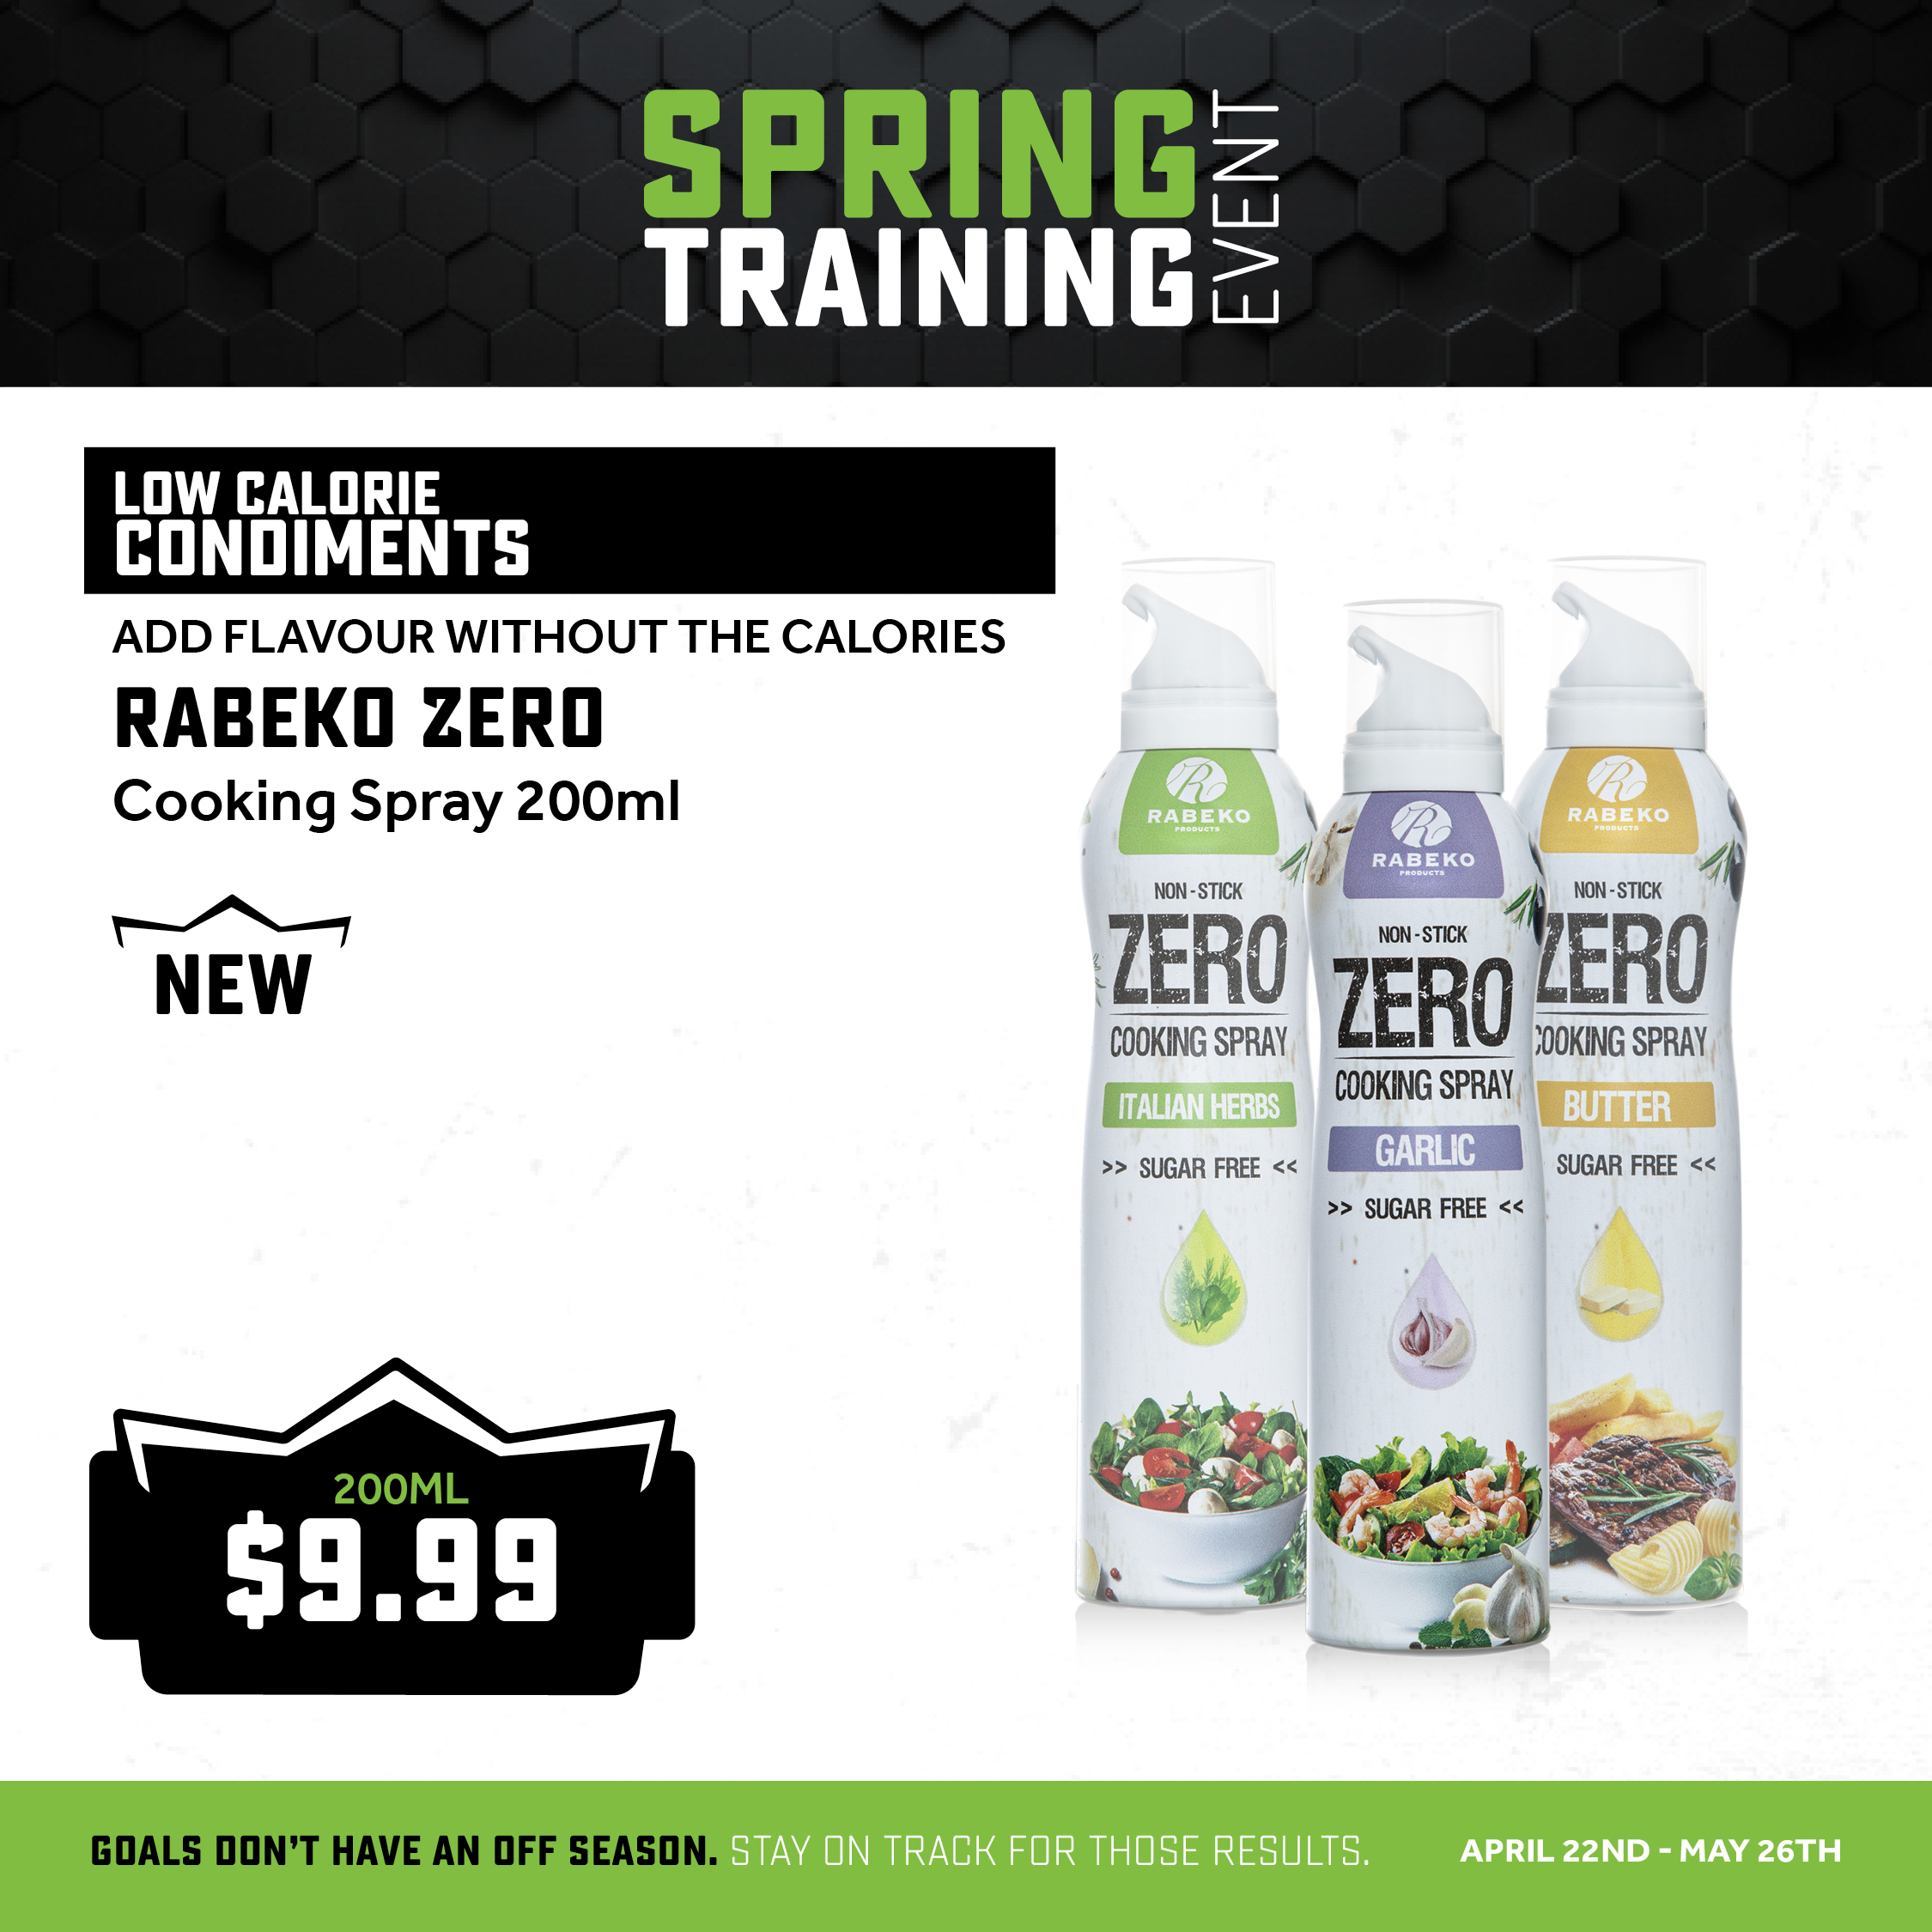 SPRING
TRAINING
EVENT
LOW CALORIE
CONDIMENTS
ADD FLAVOUR WITHOUT THE CALORIES
RABEKO ZERO
Cooking Spray 200ml
NEW
200ML
$9.99
R
RABEKO
PRODUCTS
NON-STICK
ZERO
COOKING SPRAY
ITALIAN HERBS
>> SUGAR FREE <<
R
RABEKO
PRODUCTS
NON-STICK
ZERO
COOKING SPRAY
GARLIC
>> SUGAR FREE <<
R
RABEKO
PRODUCTS
NON-STICK
ZERO
COOKING SPRAY
BUTTER
SUGAR FREE <<
GOALS DON'T HAVE AN OFF SEASON. STAY ON TRACK FOR THOSE RESULTS.
APRIL 22ND - MAY 26TH